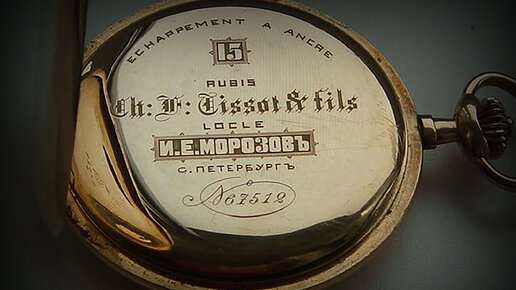 ECHAPPEMENT A ANCRE
15
RUBIS
Ch: F: Tissot & fils
LOCLE
И.Е.МОРОЗОВЪ
С.ПЕТЕРБУРГЪ
No 67512